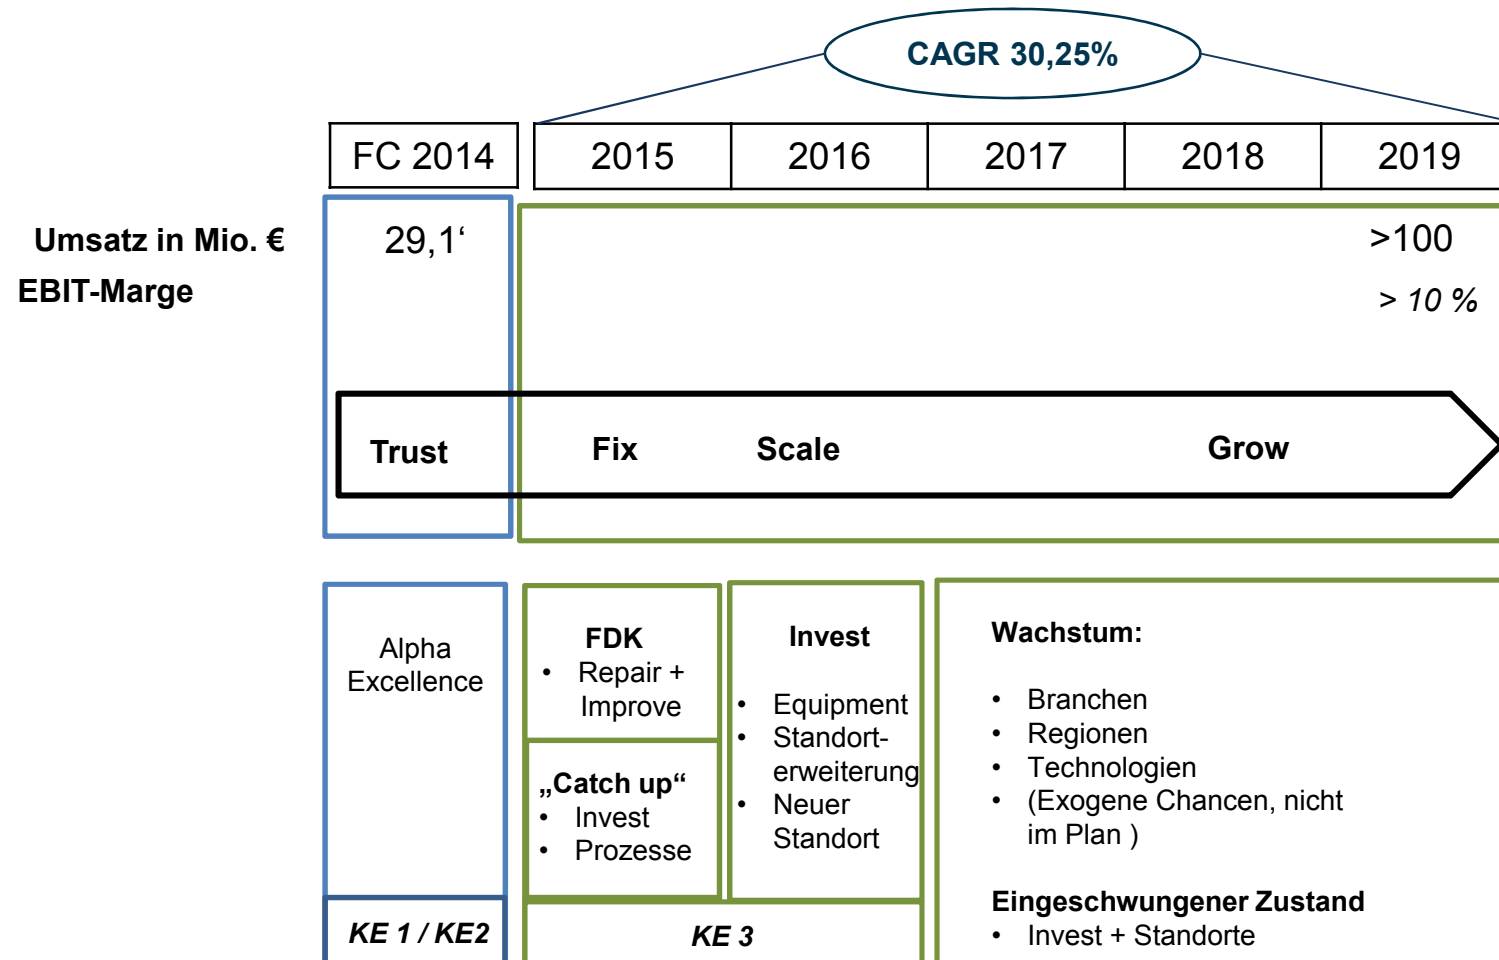 CAGR 30,25%
FC 2014 2015 2016 2017 2018 2019
Umsatz in Mio. € 29,1‘ >100
EBIT-Marge > 10 %
Trust Fix Scale Grow
Alpha
Excellence
KE 1 / KE2
FDK
• Repair +
Improve
„Catch up“
• Invest
• Prozesse
Invest
• Equipment
• Standort-
erweiterung
• Neuer
Standort
KE 3
Wachstum:
• Branchen
• Regionen
• Technologien
• (Exogene Chancen, nicht
im Plan )
Eingeschwungener Zustand
• Invest + Standorte